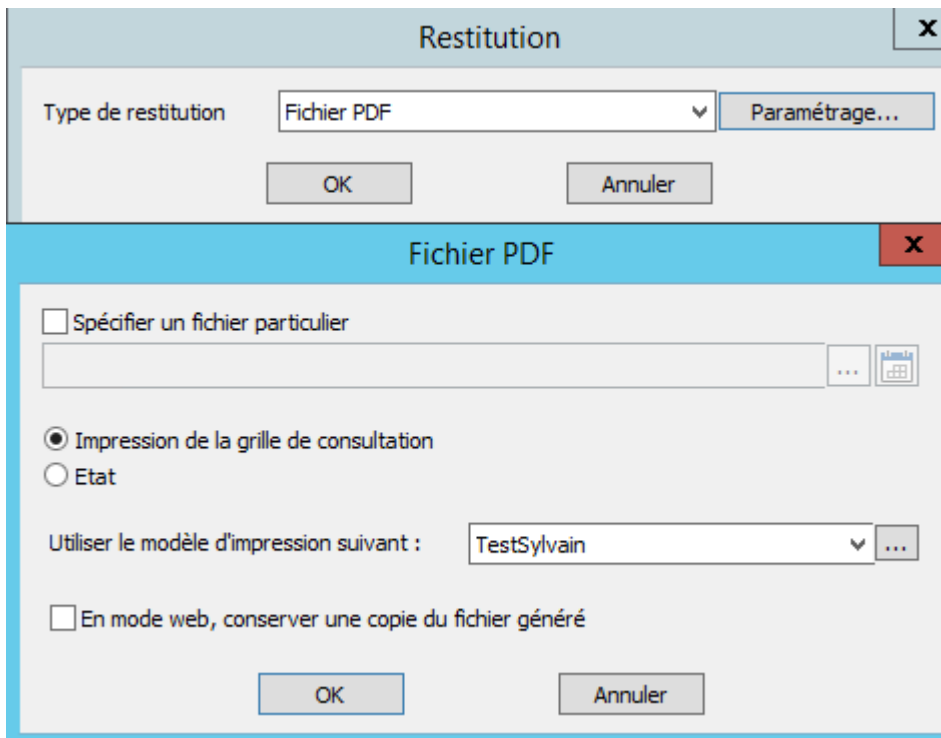 Restitution
x
Type de restitution Fichier PDF Paramétrage...
OK Annuler
Fichier PDF
x
Spécifier un fichier particulier
...
Impression de la grille de consultation
Etat
Utiliser le modèle d'impression suivant : TestSylvain ...
En mode web, conserver une copie du fichier généré
OK Annuler